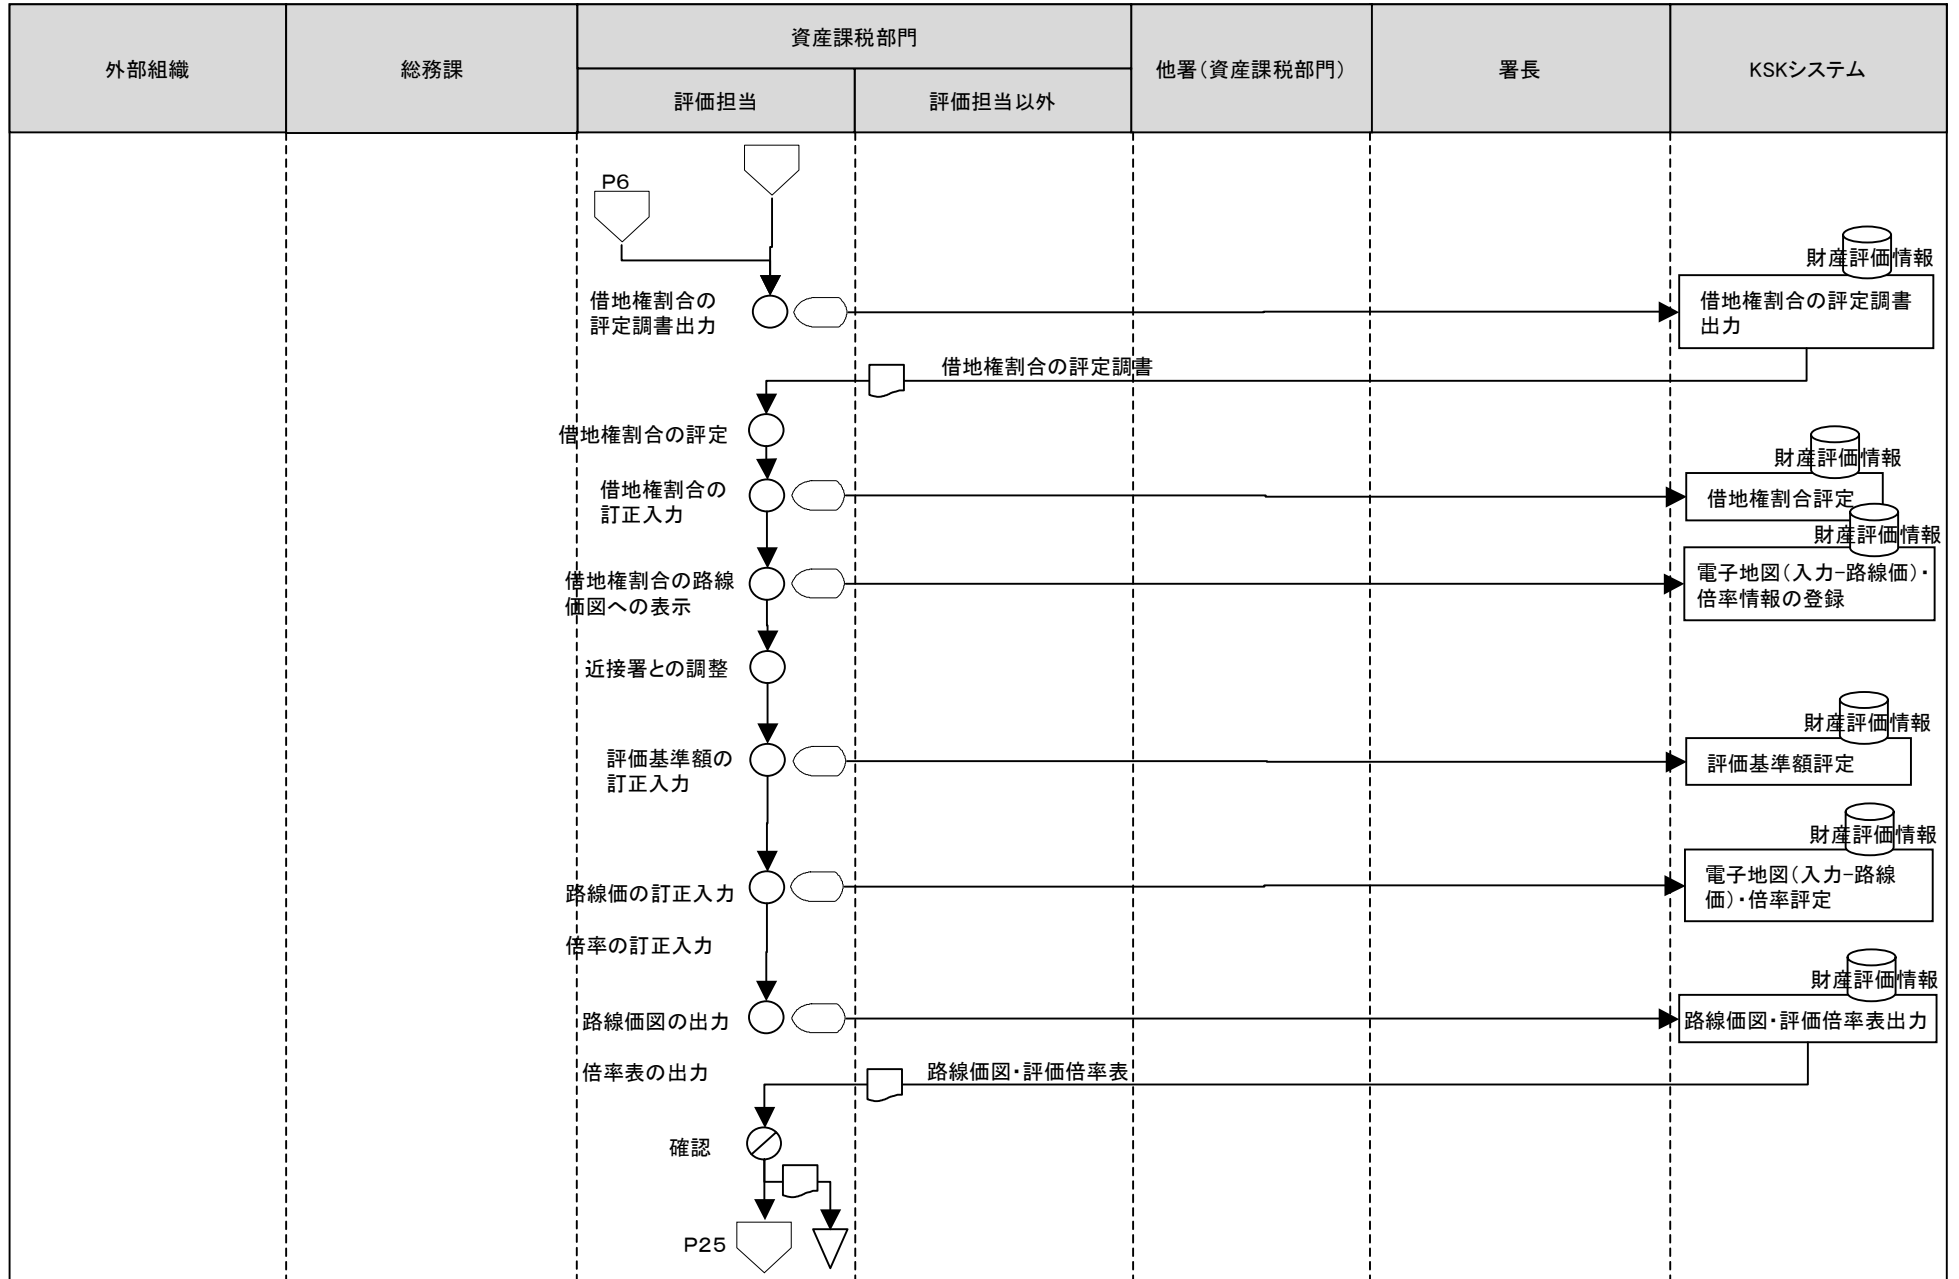 外部組織
総務課
資産課税部門
評価担当
評価担当以外
他署(資産課税部門)
署長
KSKシステム
P6
財産評価情報
借地権割合の
評定調書出力
借地権割合の評定調書
出力
借地権割合の評定調書
借地権割合の評定
財産評価情報
借地権割合の
訂正入力
借地権割合評定
財産評価情報
借地権割合の路線
価図への表示
電子地図(入力-路線価)・
倍率情報の登録
近接署との調整
財産評価情報
評価基準額の
訂正入力
評価基準額評定
財産評価情報
路線価の訂正入力
電子地図(入力-路線
価)・倍率評定
倍率の訂正入力
財産評価情報
路線価図の出力
路線価図・評価倍率表出力
倍率表の出力
路線価図・評価倍率表
確認
P25